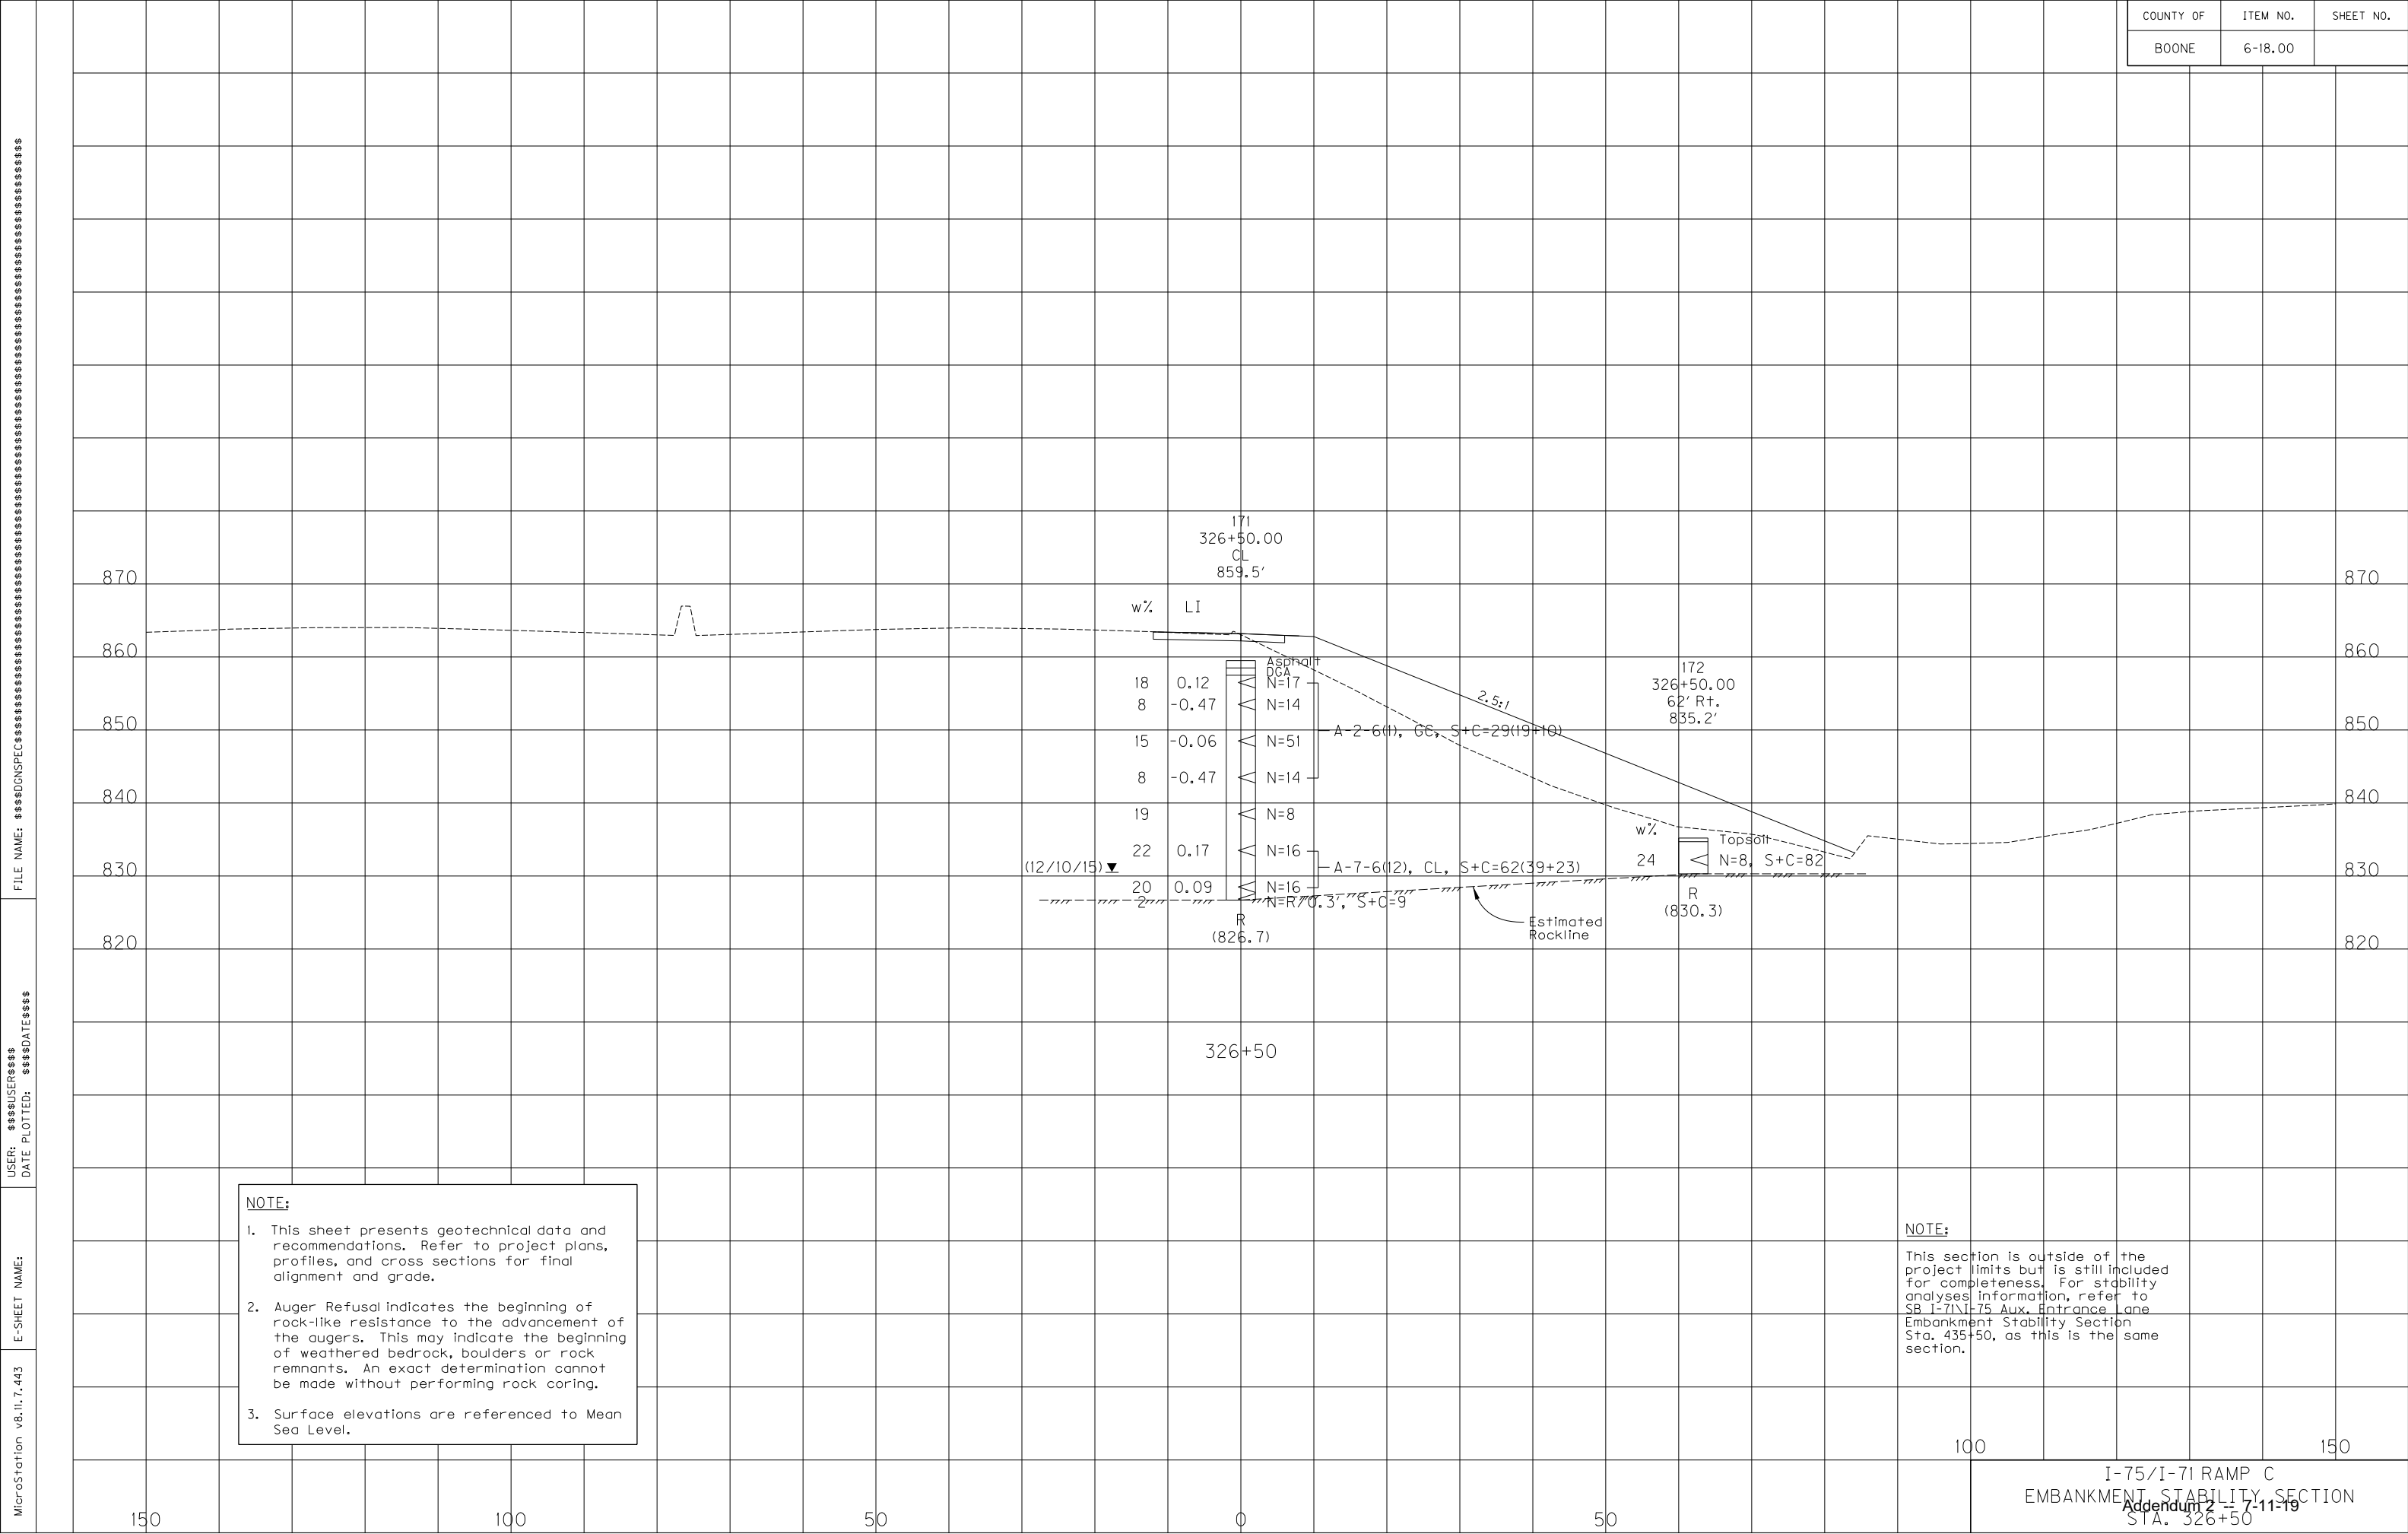 COUNTY OF ITEM NO. SHEET NO.
BOONE 6-18.00
171
326+50.00
CL
859.5'
870 870
w% LI
860 860
Asphalt
DGA
18 0.12 N=17
8 -0.47 N=14
172
326+50.00
62' Rt.
835.2'
2.5:1
850 850
A-2-6(1), GC, S+C=29(19+10)
15 -0.06 N=51
8 -0.47 N=14
840 840
19 N=8
w%
Topsoil
22 0.17 N=16
24 N=8, S+C=82
(12/10/15)
A-7-6(12), CL, S+C=62(39+23)
830 830
20 0.09 N=16
2 N=R/0.3', S+C=9
R
(826.7)
R
(830.3)
Estimated
Rockline
820 820
326+50
NOTE:
1. This sheet presents geotechnical data and
recommendations. Refer to project plans,
profiles, and cross sections for final
alignment and grade.
2. Auger Refusal indicates the beginning of
rock-like resistance to the advancement of
the augers. This may indicate the beginning
of weathered bedrock, boulders or rock
remnants. An exact determination cannot
be made without performing rock coring.
3. Surface elevations are referenced to Mean
Sea Level.
NOTE:
This section is outside of the
project limits but is still included
for completeness. For stability
analyses information, refer to
SB I-71\I-75 Aux. Entrance Lane
Embankment Stability Section
Sta. 435+50, as this is the same
section.
100 150
150 100 50 0 50
I-75/I-71 RAMP C
EMBANKMENT STABILITY SECTION
Addendum 2 -- 7-11-19
STA. 326+50
MicroStation v8.11.7.443
E-SHEET NAME:
USER: $$$$USER$$$$
DATE PLOTTED: $$$$DATE$$$$
FILE NAME: